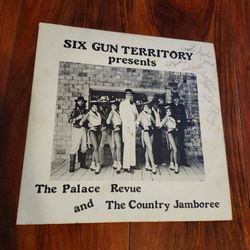 SIX GUN TERRITORY
presents
The Palace Revue
and The Country Jamboree